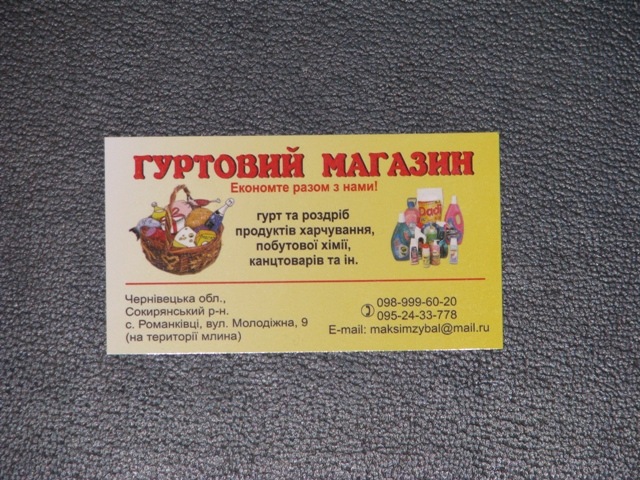 ГУРТОВИЙ МАГАЗИН
Економте разом з нами!
гурт та роздріб
продуктів харчування,
побутової хімії,
канцтоварів та ін.
Dadi
Чернівецька обл.,
Сокирянський р-н.
с. Романківці, вул. Молодіжна, 9
(на території млина)
098-999-60-20
095-24-33-778
E-mail: maksimzybal@mail.ru